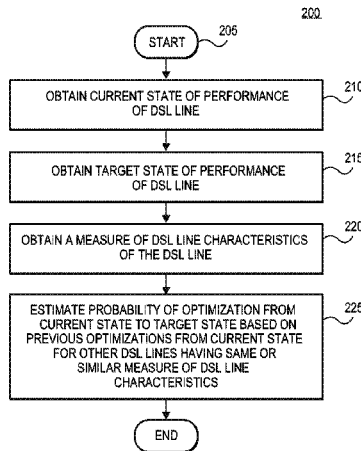 200
START
205
210
OBTAIN CURRENT STATE OF PERFORMANCE
OF DSL LINE
215
OBTAIN TARGET STATE OF PERFORMANCE
OF DSL LINE
220
OBTAIN A MEASURE OF DSL LINE CHARACTERISTICS
OF THE DSL LINE
225
ESTIMATE PROBABILITY OF OPTIMIZATION FROM
CURRENT STATE TO TARGET STATE BASED ON
PREVIOUS OPTIMIZATIONS FROM CURRENT STATE
FOR OTHER DSL LINES HAVING SAME OR
SIMILAR MEASURE OF DSL LINE
CHARACTERISTICS
END